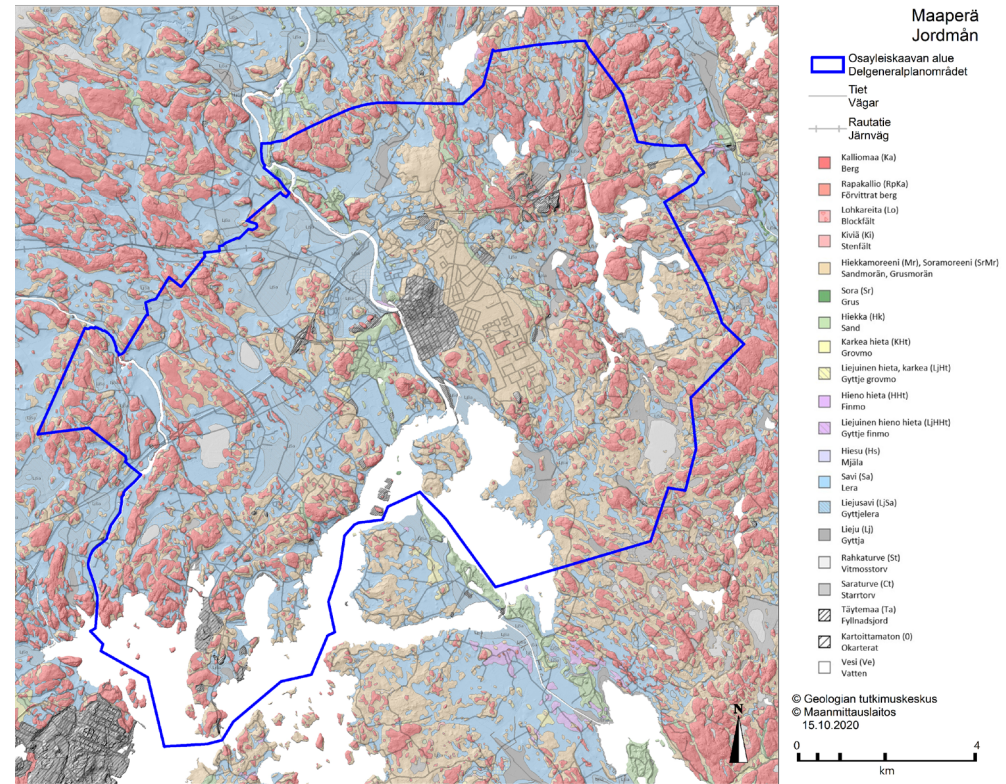 Maaperä
Jordmån
Osayleiskaavan alue
Delgeneralplanområdet
Tiet
Vägar
Rautatie
Järnväg
Kalliomaa (Ka)
Berg
Rapakallio (RpKa)
Förvittrat berg
Lohkareita (Lo)
Blockfält
Kiviä (Ki)
Stenfält
Hiekkamoreeni (Mr), Soramoreeni (SrMr)
Sandmorän, Grusmorän
Sora (Sr)
Grus
Hiekka (Hk)
Sand
Karkea hieta (KHt)
Grovmo
Liejuinen hieta, karkea (LjHt)
Gyttje grovmo
Hieno hieta (HHt)
Finmo
Liejuinen hieno hieta (LjHHt)
Gyttje finmo
Hiesu (Hs)
Mjäla
Savi (Sa)
Lera
Liejusavi (LjSa)
Gyttjelera
Lieju (Lj)
Gyttja
Rahkaturve (St)
Vitmosstorv
Saraturve (Ct)
Starrtorv
Täytemaa (Ta)
Fyllnadsjord
Kartoittamaton (0)
Okarterat
Vesi (Ve)
Vatten
© Geologian tutkimuskeskus
© Maanmittauslaitos
15.10.2020
N
0 4
km